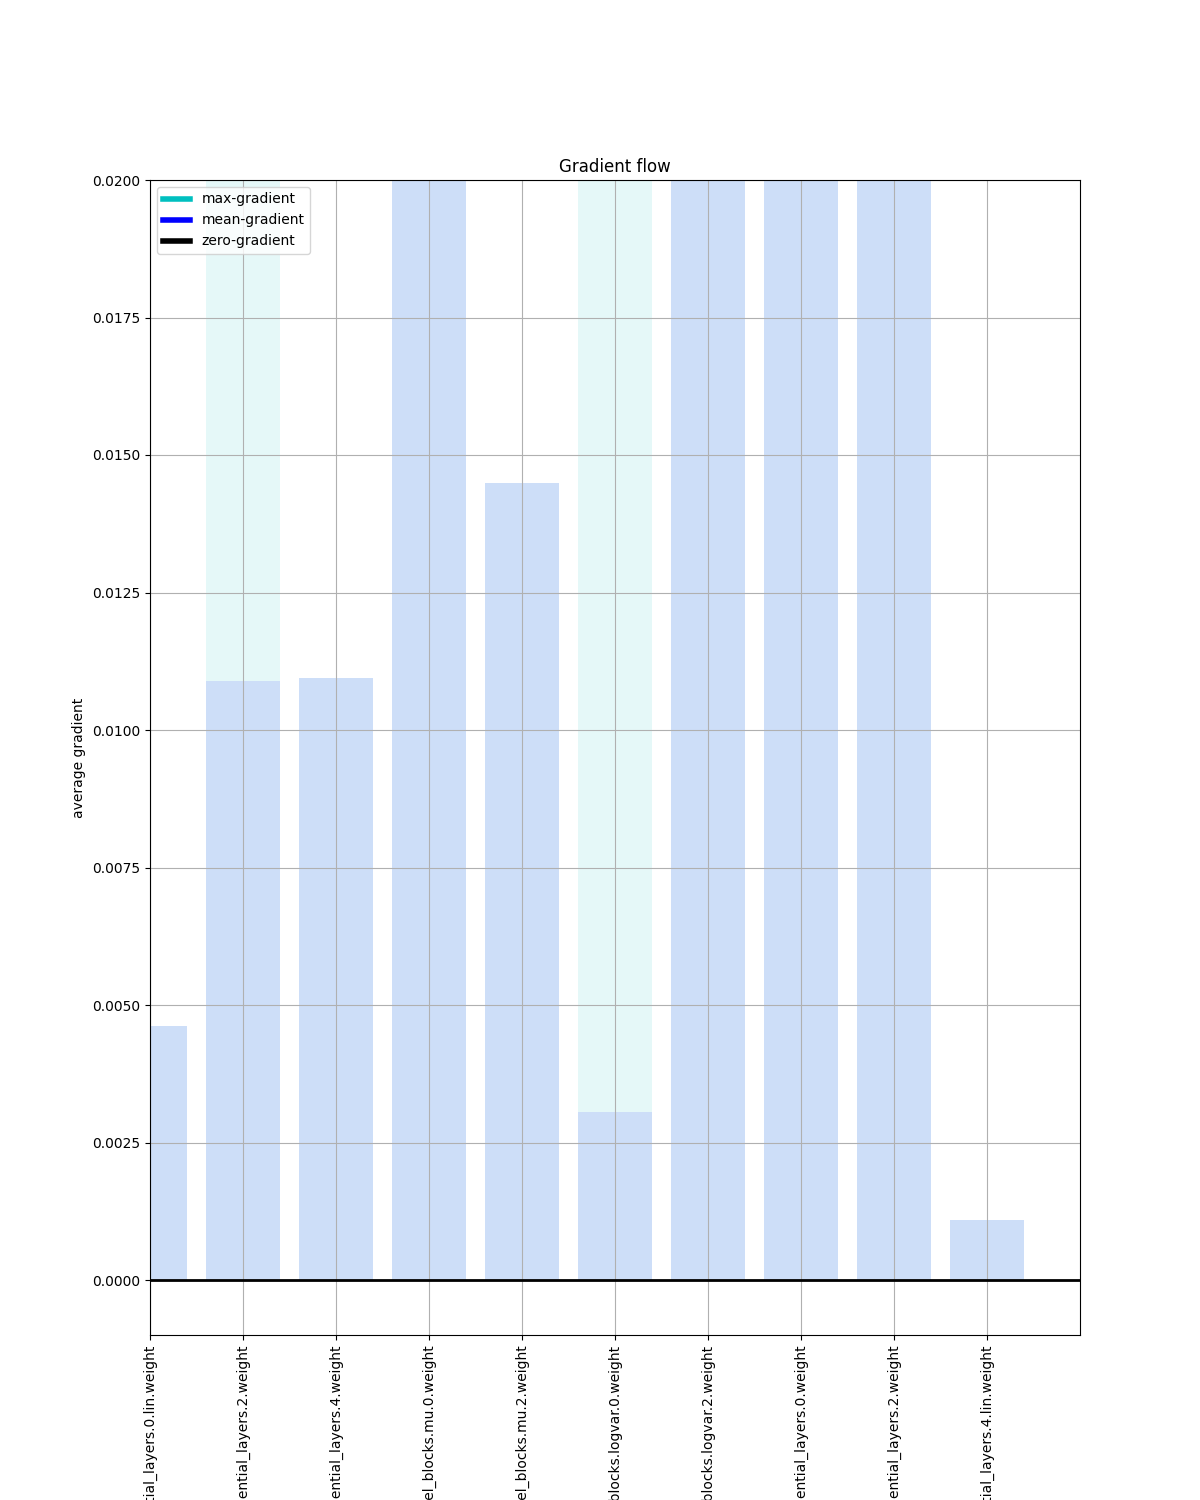 Gradient flow
max-gradient
mean-gradient
zero-gradient
0.0200
0.0175
0.0150
0.0125
0.0100
0.0075
0.0050
0.0025
0.0000
average gradient
tial_layers.0.lin.weight
ential_layers.2.weight
ential_layers.4.weight
el_blocks.mu.0.weight
el_blocks.mu.2.weight
blocks.logvar.0.weight
blocks.logvar.2.weight
ential_layers.0.weight
ential_layers.2.weight
tial_layers.4.lin.weight